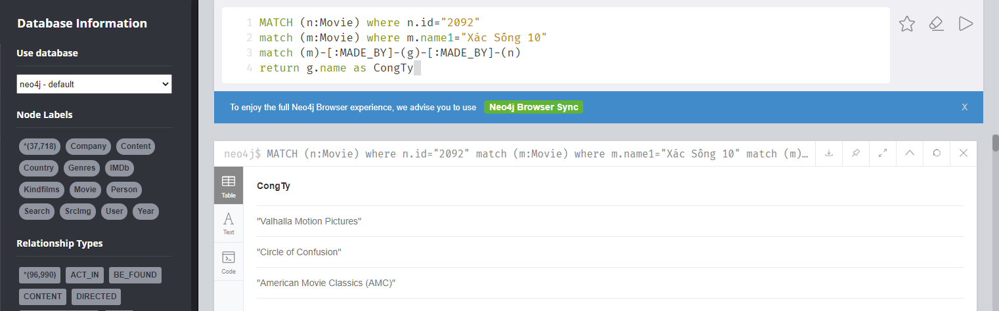 Database Information
Use database
neo4j - default
Node Labels
*(37,718) Company Content
Country Genres IMDb
Kindfilms Movie Person
Search SrcImg User Year
Relationship Types
*(96,990) ACT_IN BE_FOUND
CONTENT DIRECTED
1 MATCH (n:Movie) where n.id="2092"
2 match (m:Movie) where m.name1="Xác Sông 10"
3 match (m)-[:MADE_BY]-(g)-[:MADE_BY]-(n)
4 return g.name as CongTy
To enjoy the full Neo4j Browser experience, we advise you to use Neo4j Browser Sync X
neo4j$ MATCH (n:Movie) where n.id="2092" match (m:Movie) where m.name1="Xác Sông 10" match (m)…
Table
Text
Code
CongTy
"Valhalla Motion Pictures"
"Circle of Confusion"
"American Movie Classics (AMC)"